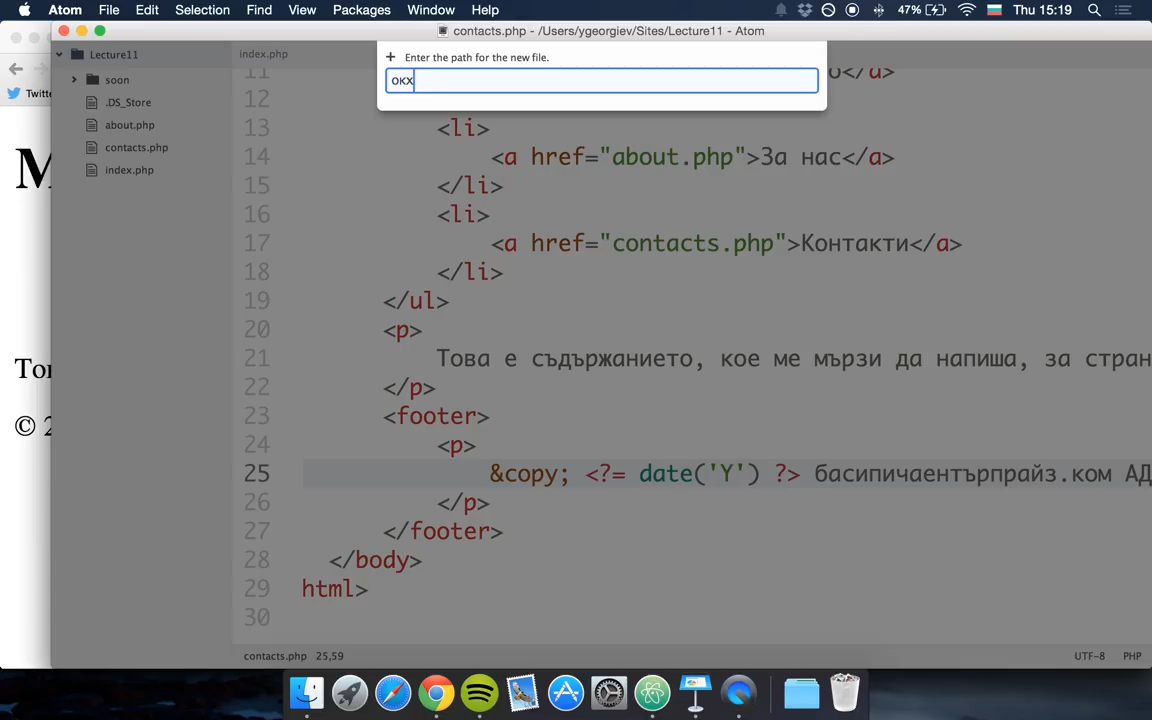 Atom File Edit Selection Find View Packages Window Help 47% Thu 15:19
contacts.php - /Users/ygeorgiev/Sites/Lecture11 - Atom
Lecture11
index.php
Enter the path for the new file.
окх
soon
.DS_Store
about.php
contacts.php
index.php
Twitte
11 о</a>
12
13 <li>
14 <a href="about.php">За нас</a>
15 </li>
16 <li>
17 <a href="contacts.php">Контакти</a>
18 </li>
19 </ul>
20 <p>
21 Това е съдържанието, кое ме мързи да напиша, за стран
22 </p>
23 <footer>
24 <p>
25 &copy; <?= date('Y') ?> басипичаентърпрайз.ком АД
26 </p>
27 </footer>
28 </body>
29 html>
30
© 2
contacts.php 25,59 UTF-8 PHP